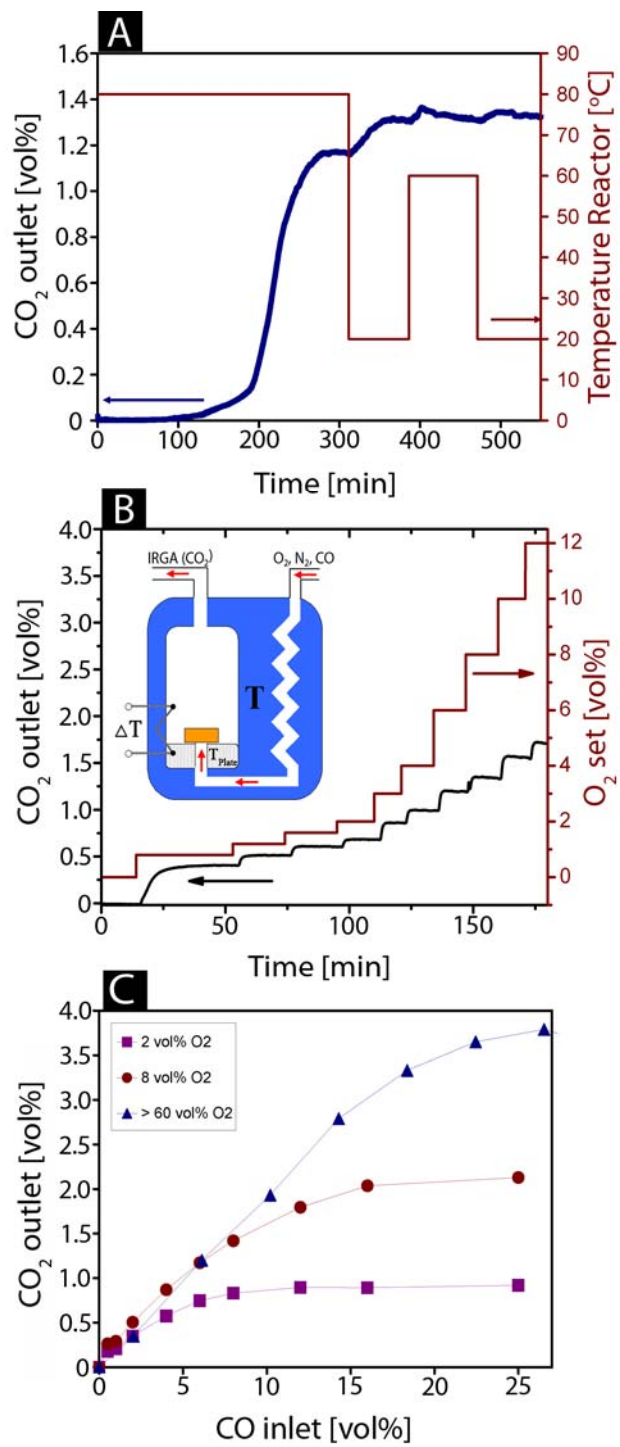 A
CO2 outlet [vol%]
1.6
1.4
1.2
1.0
0.8
0.6
0.4
0.2
0
90
80
70
60
50
40
30
20
10
0
Temperature Reactor [°C]
0 100 200 300 400 500
Time [min]
B
CO2 outlet [vol%]
4.0
3.5
3.0
2.5
2.0
1.5
1.0
0.5
0
IRGA (CO2)
O2, N2, CO
ΔT
T
TPlate
12
10
8
6
4
2
0
O2 set [vol%]
0 50 100 150
Time [min]
C
CO2 outlet [vol%]
4.0
3.5
3.0
2.5
2.0
1.5
1.0
0.5
0
2 vol% O2
8 vol% O2
> 60 vol% O2
0 5 10 15 20 25
CO inlet [vol%]